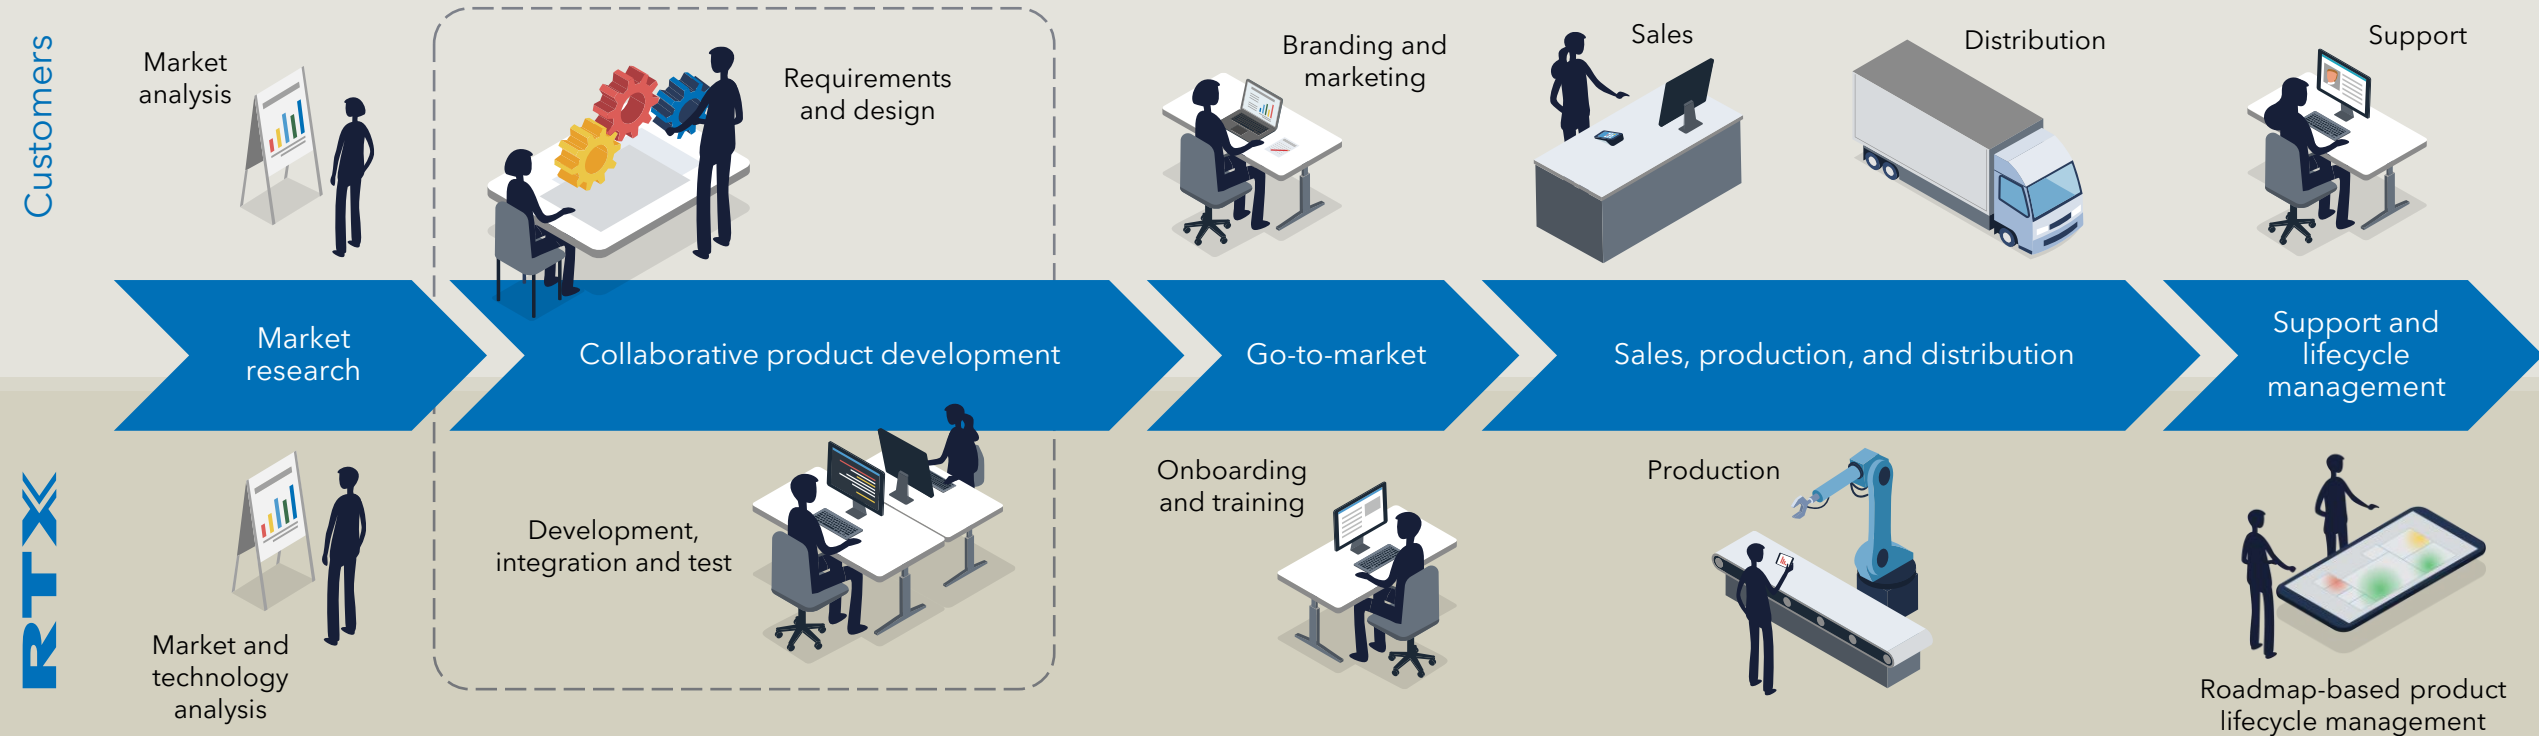 Customers
Market
analysis
Requirements
and design
Branding and
marketing
Sales
Distribution
Support
Market
research
Collaborative product development
Go-to-market
Sales, production, and distribution
Support and
lifecycle
management
RTX
Market and
technology
analysis
Development,
integration and test
Onboarding
and training
Production
Roadmap-based product
lifecycle management